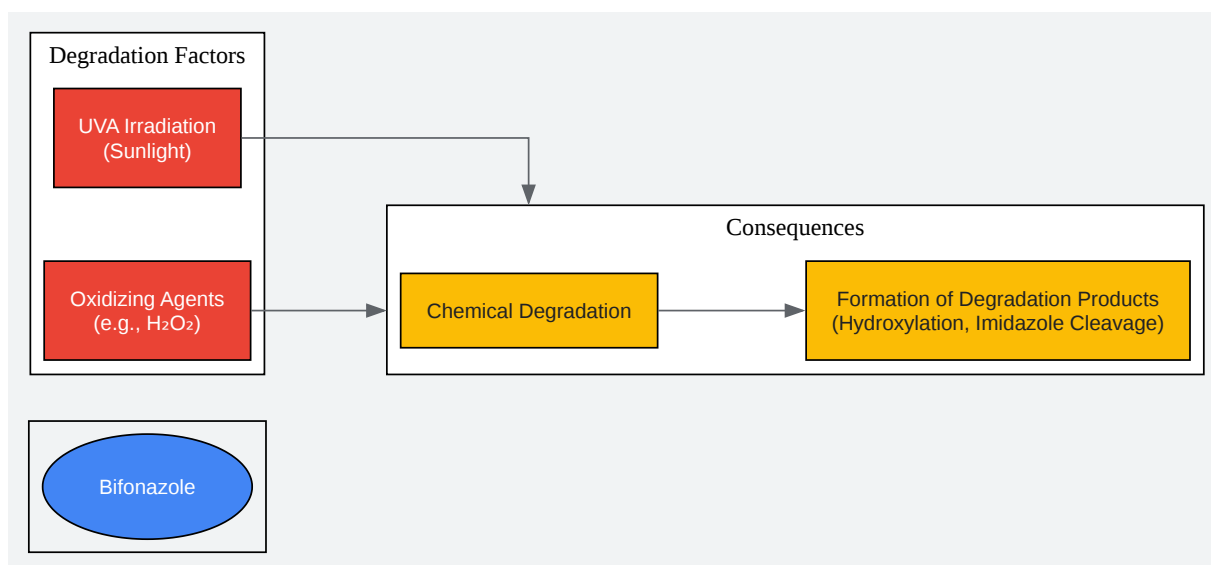 Degradation Factors
UVA Irradiation
(Sunlight)
Oxidizing Agents
(e.g., H₂O₂)
Consequences
Chemical Degradation
Formation of Degradation Products
(Hydroxylation, Imidazole Cleavage)
Bifonazole